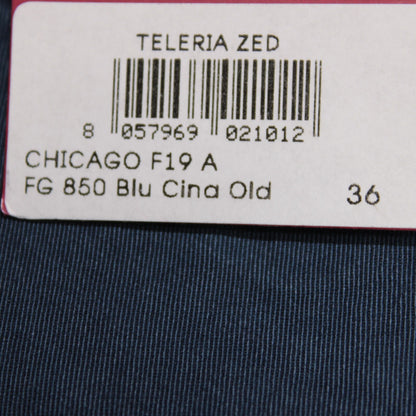 TELERIA ZED
8 057969 021012
CHICAGO F19 A
FG 850 Blu Cina Old 36